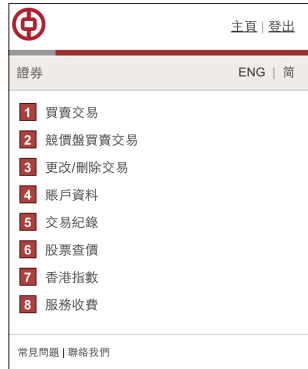 主頁 | 登出
證券 ENG | 简
1 買賣交易
2 競價盤買賣交易
3 更改/刪除交易
4 賬戶資料
5 交易紀錄
6 股票查價
7 香港指數
8 服務收費
常見問題 | 聯絡我們